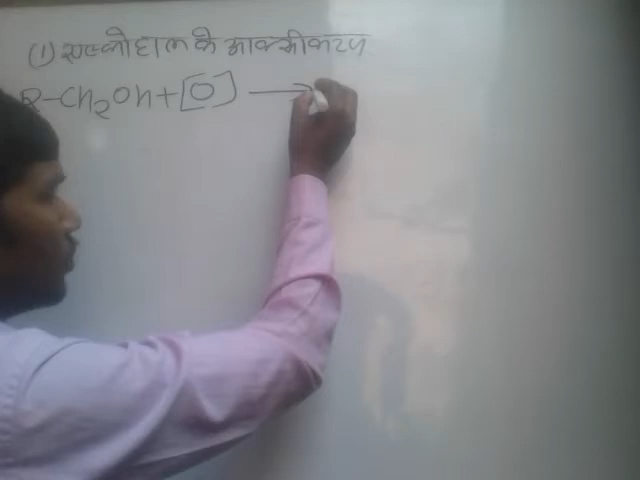 (1) एल्कोहाल के आक्सीकरण
R-CH2OH+[O] ⟶